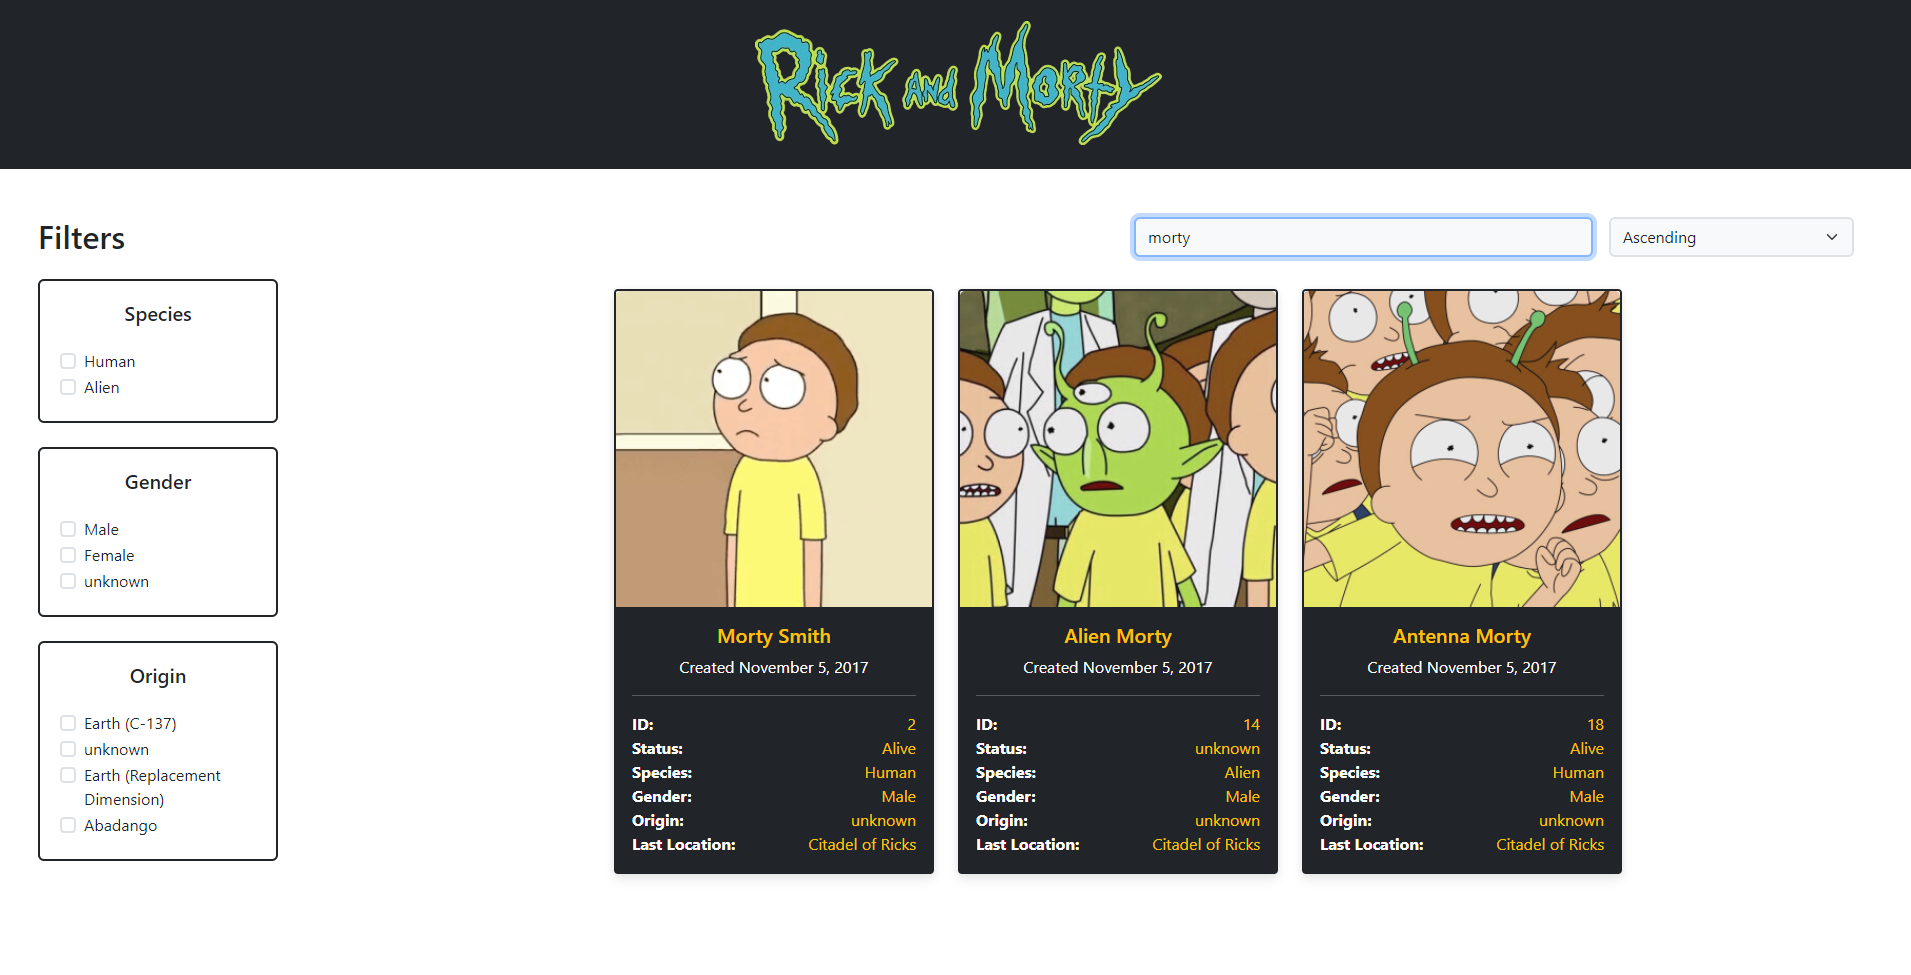 Rick and Morty
Filters
morty
Ascending
Species
Human
Alien
Gender
Male
Female
unknown
Origin
Earth (C-137)
unknown
Earth (Replacement
Dimension)
Abadango
Morty Smith
Created November 5, 2017
ID: 2
Status: Alive
Species: Human
Gender: Male
Origin: unknown
Last Location: Citadel of Ricks
Alien Morty
Created November 5, 2017
ID: 14
Status: unknown
Species: Alien
Gender: Male
Origin: unknown
Last Location: Citadel of Ricks
Antenna Morty
Created November 5, 2017
ID: 18
Status: Alive
Species: Human
Gender: Male
Origin: unknown
Last Location: Citadel of Ricks